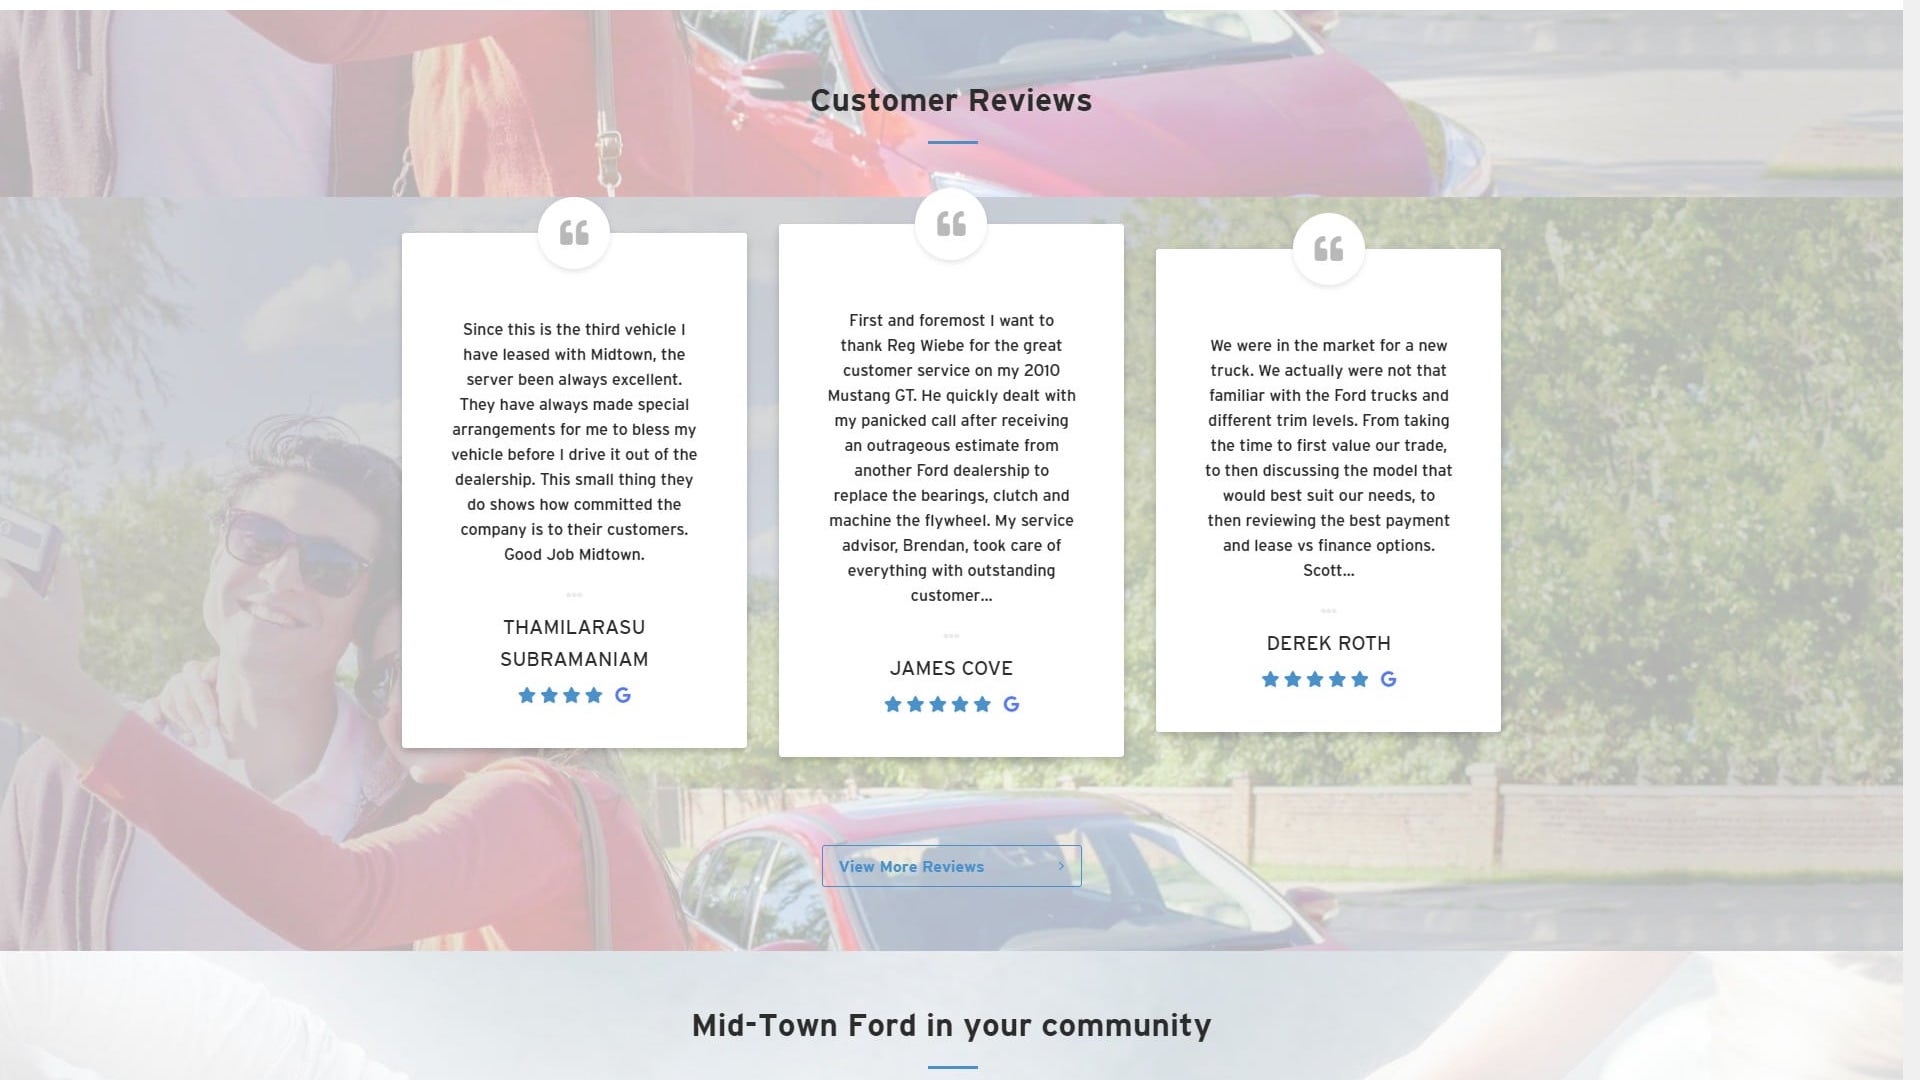 Customer Reviews
Since this is the third vehicle I
have leased with Midtown, the
server been always excellent.
They have always made special
arrangements for me to bless my
vehicle before I drive it out of the
dealership. This small thing they
do shows how committed the
company is to their customers.
Good Job Midtown.
THAMILARASU
SUBRAMANIAM
First and foremost I want to
thank Reg Wiebe for the great
customer service on my 2010
Mustang GT. He quickly dealt with
my panicked call after receiving
an outrageous estimate from
another Ford dealership to
replace the bearings, clutch and
machine the flywheel. My service
advisor, Brendan, took care of
everything with outstanding
customer...
JAMES COVE
We were in the market for a new
truck. We actually were not that
familiar with the Ford trucks and
different trim levels. From taking
the time to first value our trade,
to then discussing the model that
would best suit our needs, to
then reviewing the best payment
and lease vs finance options.
Scott...
DEREK ROTH
View More Reviews
Mid-Town Ford in your community